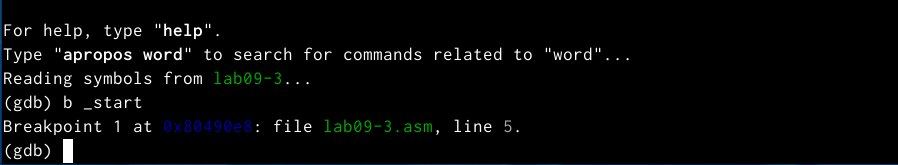 For help, type "help".
Type "apropos word" to search for commands related to "word"...
Reading symbols from lab09-3...
(gdb) b _start
Breakpoint 1 at 0x80490e8: file lab09-3.asm, line 5.
(gdb)